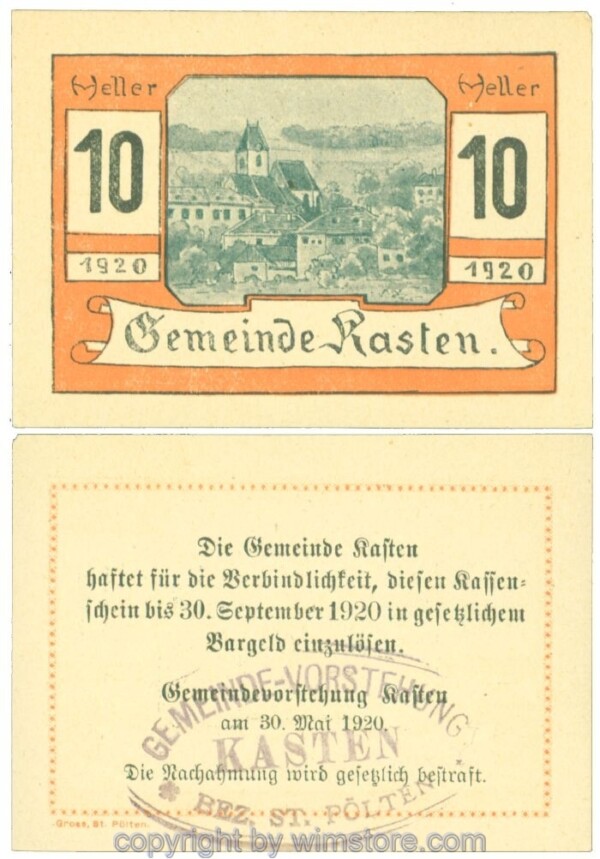 Heller
Heller
10
10
1920
1920
Gemeinde Kasten.
Die Gemeinde Kasten
haftet für die Verbindlichkeit, diesen Kassen-
schein bis 30. September 1920 in gesetzlichem
Bargeld einzulösen.
Gemeindevorstehung Kasten
am 30. Mai 1920.
Die Nachahmung wird gesetzlich bestraft.
GEMEINDE-VORSTEHUNG
KASTEN
* BEZ. ST. PÖLTEN *
Gross, St. Pölten.
copyright by wimstore.com